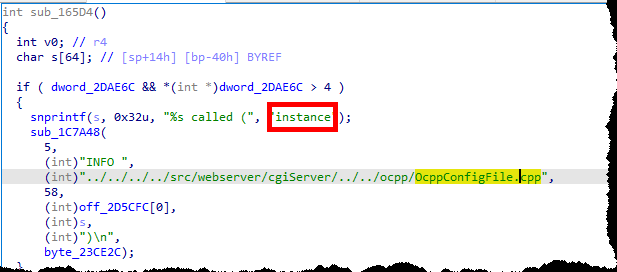 int sub_165D4()
{
int v0; // r4
char s[64]; // [sp+14h] [bp-40h] BYREF
if ( dword_2DAE6C && *(int *)dword_2DAE6C > 4 )
{
snprintf(s, 0x32u, "%s called (", "instance");
sub_1C7A48(
5,
(int)"INFO ",
(int)"../../../../src/webserver/cgiServer/../../ocpp/OcppConfigFile.cpp",
58,
(int)off_2D5CFC[0],
(int)s,
(int)")\n",
byte_23CE2C);
}